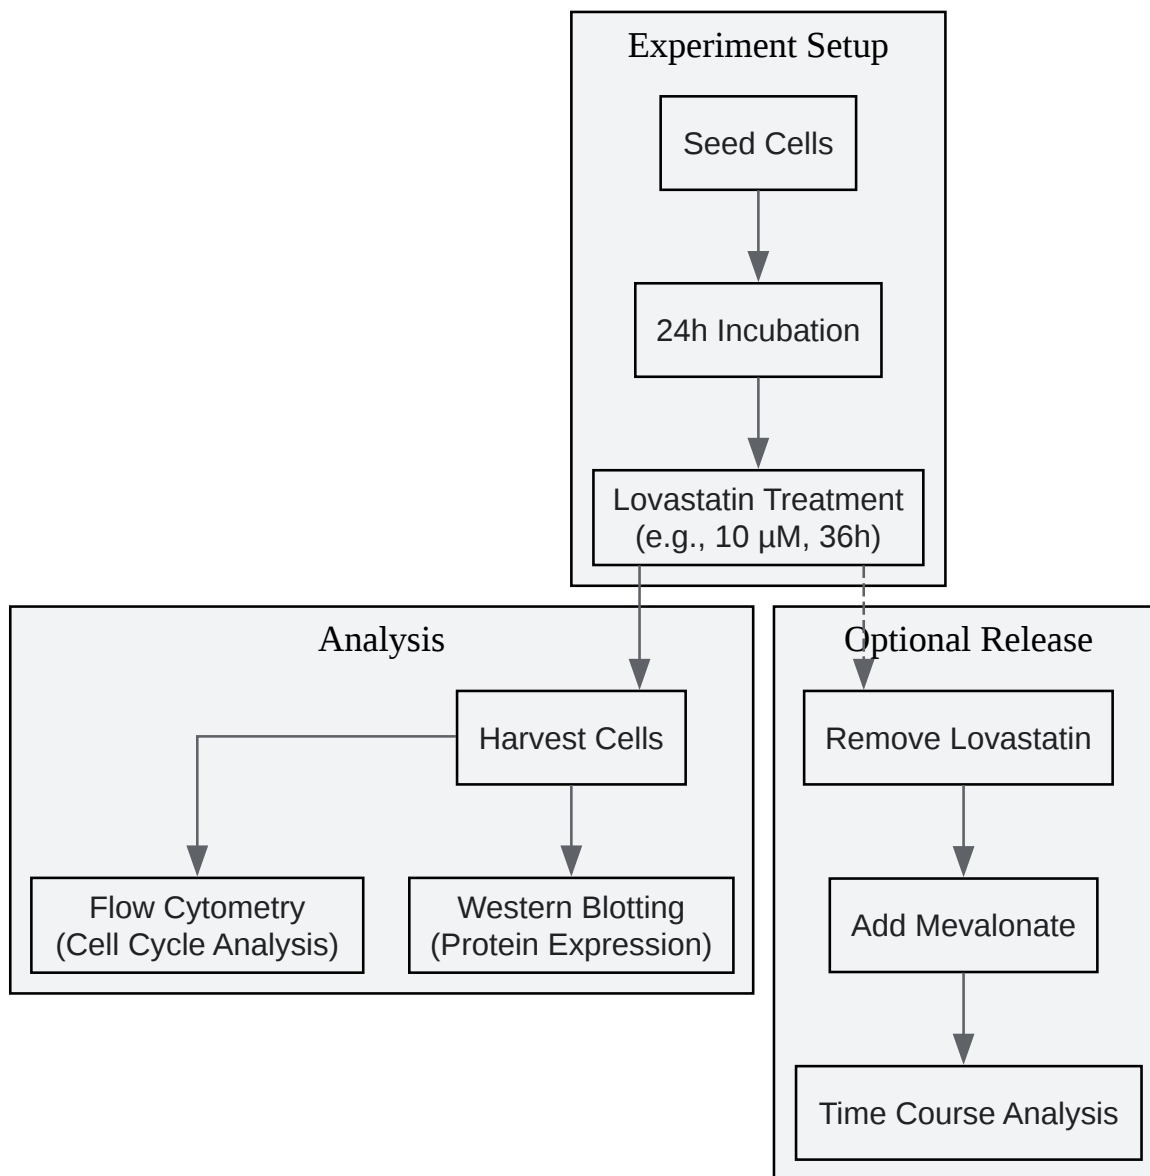 Experiment Setup
Seed Cells
24h Incubation
Lovastatin Treatment
(e.g., 10 µM, 36h)
Analysis
Harvest Cells
Flow Cytometry
(Cell Cycle Analysis)
Western Blotting
(Protein Expression)
Optional Release
Remove Lovastatin
Add Mevalonate
Time Course Analysis